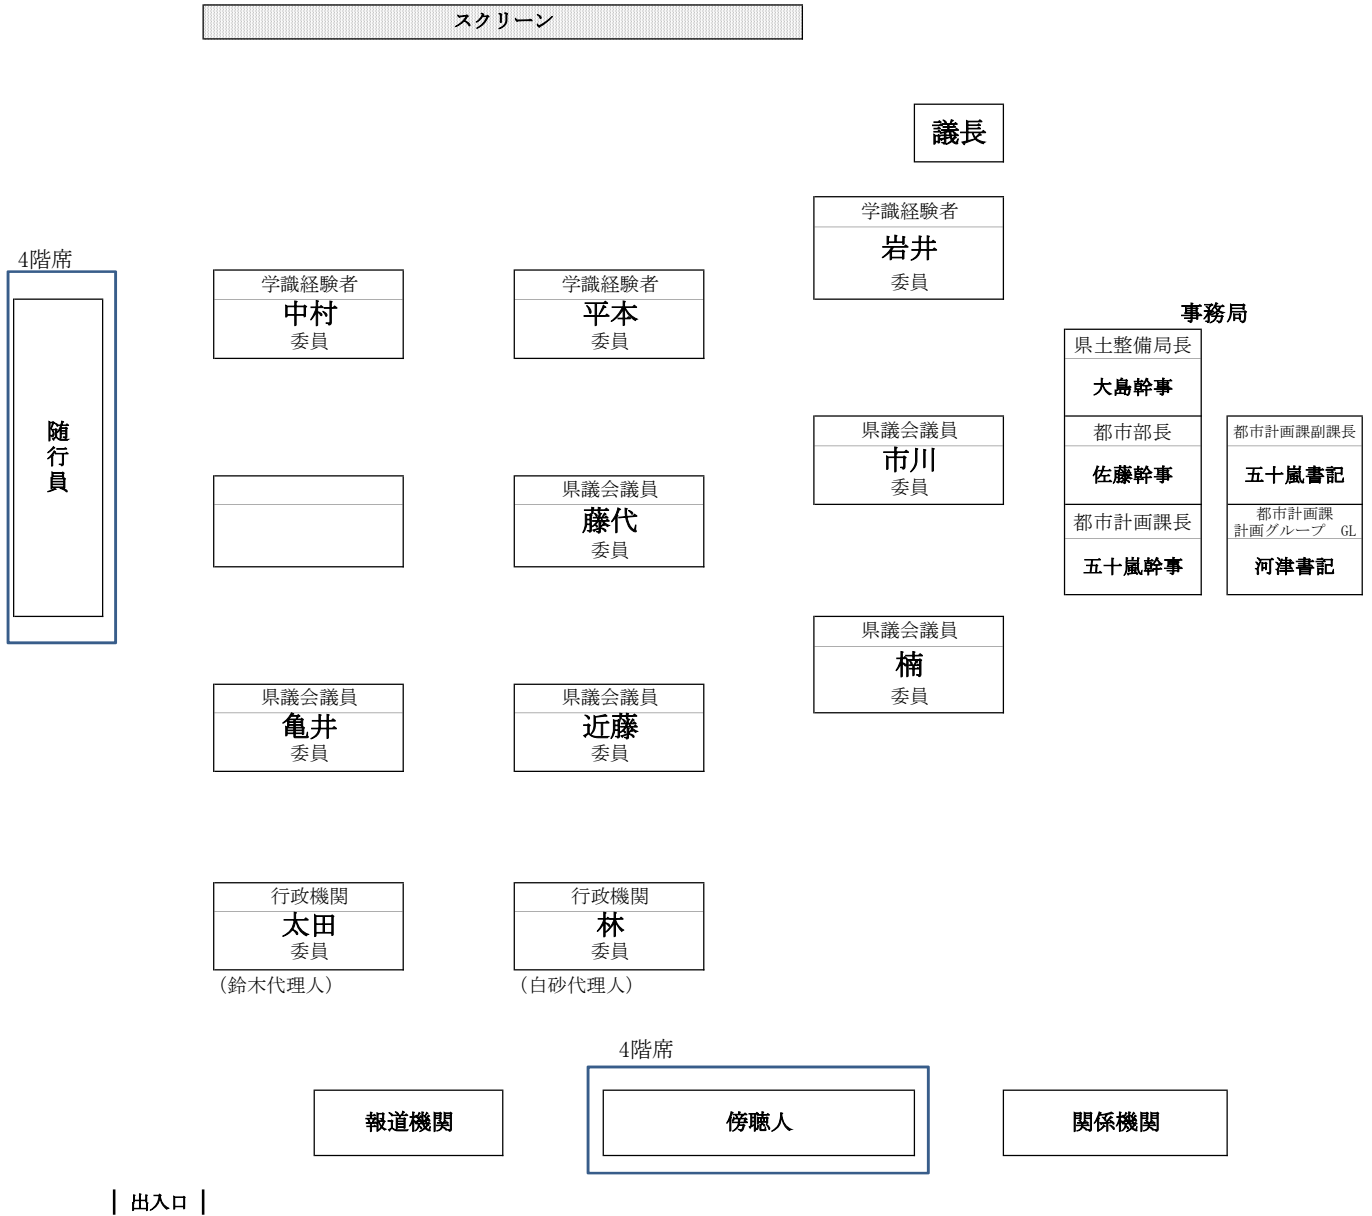 スクリーン
議長
学識経験者
岩井
委員
4階席
随行員
学識経験者
中村
委員
学識経験者
平本
委員
事務局
県土整備局長
大島幹事
都市部長
佐藤幹事
都市計画課長
五十嵐幹事
都市計画課副課長
五十嵐書記
都市計画課
計画グループ　GL
河津書記
県議会議員
市川
委員
県議会議員
藤代
委員
県議会議員
楠
委員
県議会議員
亀井
委員
県議会議員
近藤
委員
行政機関
太田
委員
（鈴木代理人）
行政機関
林
委員
（白砂代理人）
4階席
報道機関
傍聴人
関係機関
出入口